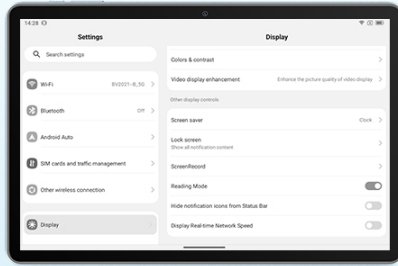 14:28
Settings
Display
Search settings
Wi-Fi
BV2021-B_5G
Bluetooth
Off
Android Auto
SIM cards and traffic management
Other wireless connection
Display
Colors & contrast
Video display enhancement
Enhance the picture quality of video display
Other display controls
Screen saver
Clock
Lock screen
Show all notification content
ScreenRecord
Reading Mode
Hide notification icons from Status Bar
Display Real-time Network Speed